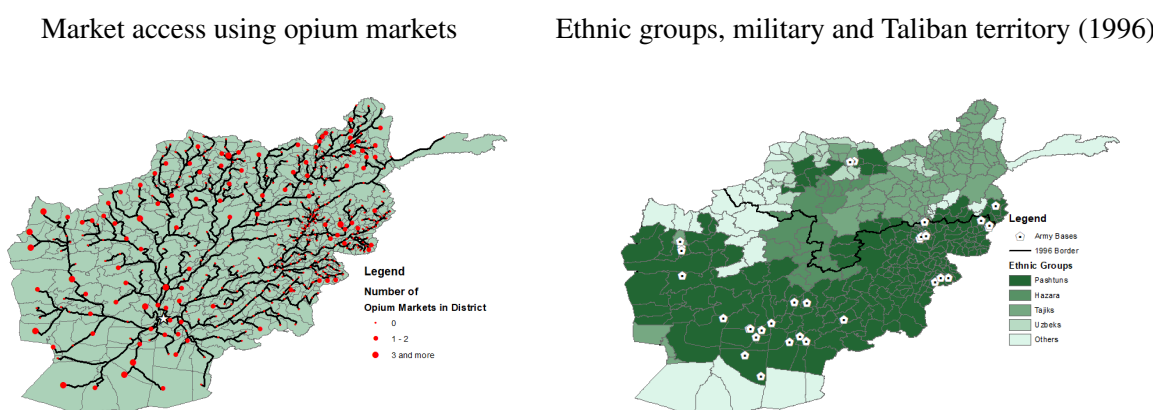 Market access using opium markets
Ethnic groups, military and Taliban territory (1996)
Legend
Number of
Opium Markets in District
0
1 - 2
3 and more
Legend
Army Bases
1996 Border
Ethnic Groups
Pashtuns
Hazara
Tajiks
Uzbeks
Others